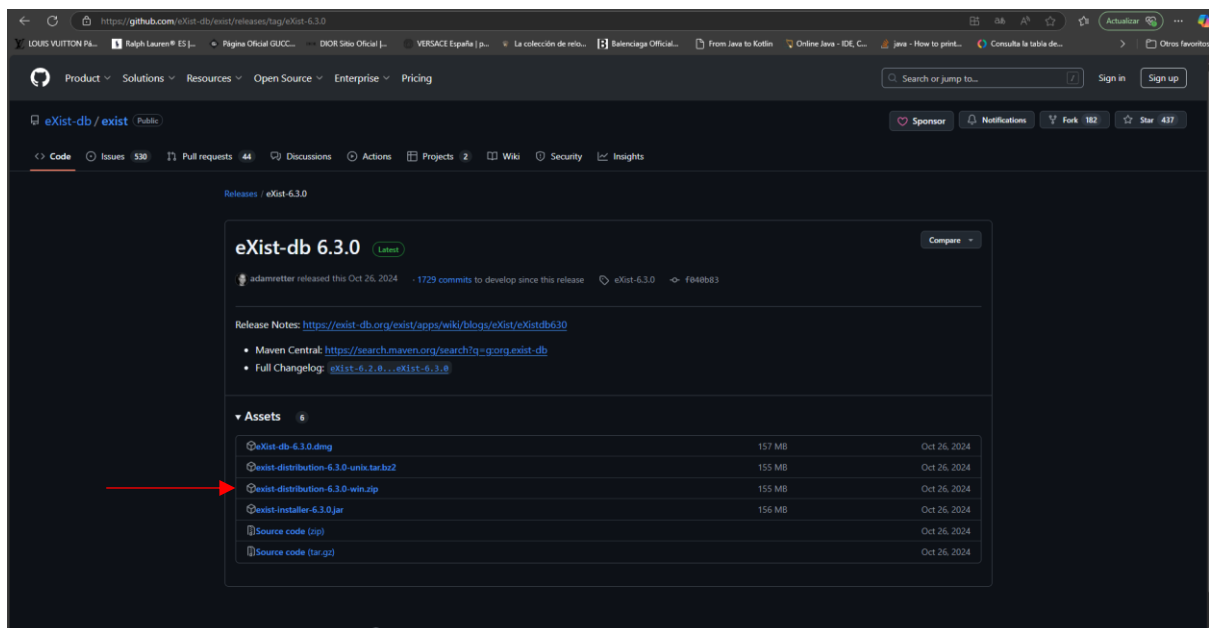 https://github.com/eXist-db/exist/releases/tag/eXist-6.3.0
Actualizar
LOUIS VUITTON Pá... Ralph Lauren® ES |... Página Oficial GUCC... DIOR Sitio Oficial |... VERSACE España | p... La colección de relo... Balenciaga Official... From Java to Kotlin Online Java - IDE, C... java - How to print... Consulta la tabla de... Otros favoritos
Product Solutions Resources Open Source Enterprise Pricing Search or jump to... / Sign in Sign up
eXist-db / exist Public Sponsor Notifications Fork 182 Star 437
Code Issues 530 Pull requests 44 Discussions Actions Projects 2 Wiki Security Insights
Releases / eXist-6.3.0
eXist-db 6.3.0 Latest Compare
adamretter released this Oct 26, 2024 · 1729 commits to develop since this release eXist-6.3.0 f040b83
Release Notes: https://exist-db.org/exist/apps/wiki/blogs/eXist/eXistdb630
• Maven Central: https://search.maven.org/search?q=g:org.exist-db
• Full Changelog: eXist-6.2.0...eXist-6.3.0
Assets 6
eXist-db-6.3.0.dmg 157 MB Oct 26, 2024
exist-distribution-6.3.0-unix.tar.bz2 155 MB Oct 26, 2024
exist-distribution-6.3.0-win.zip 155 MB Oct 26, 2024
exist-installer-6.3.0.jar 156 MB Oct 26, 2024
Source code (zip) Oct 26, 2024
Source code (tar.gz) Oct 26, 2024